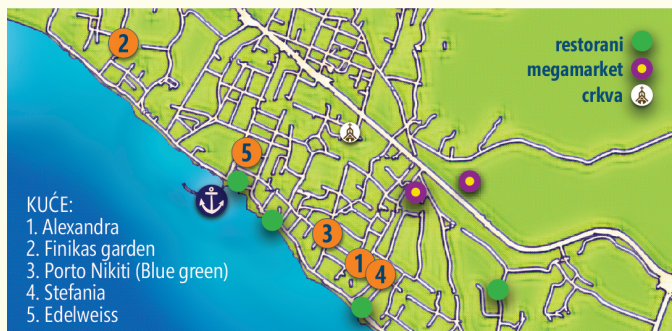 2
restorani
megamarket
crkva
5
KUĆE:
1. Alexandra
2. Finikas garden
3. Porto Nikiti (Blue green)
4. Stefania
5. Edelweiss
3
1
4